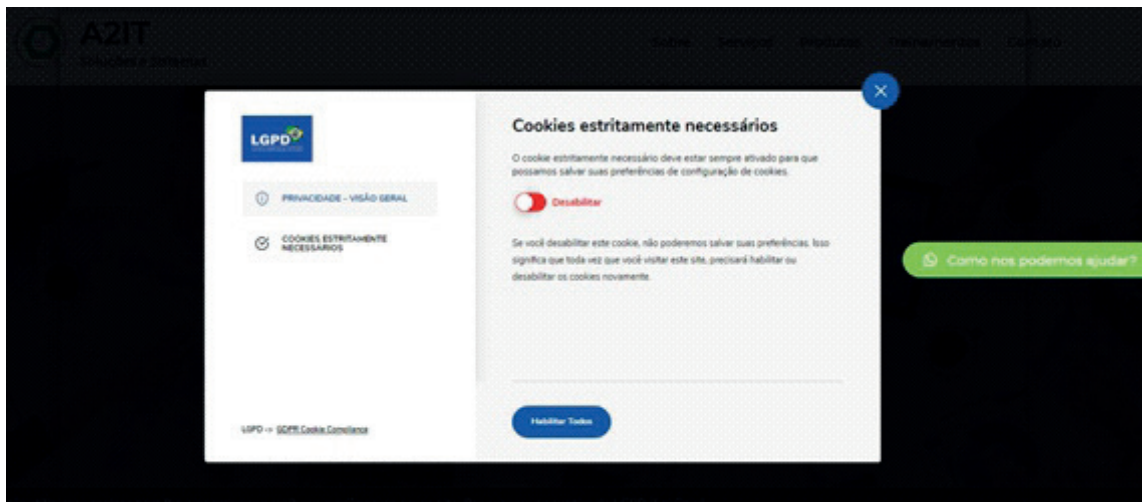 A2IT
Soluções e Sistemas
Sobre Serviços Produtos Treinamentos Contato
LGPD
PRIVACIDADE - VISÃO GERAL
COOKIES ESTRITAMENTE
NECESSÁRIOS
LGPD -> GDPR Cookie Compliance
Cookies estritamente necessários
O cookie estritamente necessário deve estar sempre ativado para que
possamos salvar suas preferências de configuração de cookies.
Desabilitar
Se você desabilitar este cookie, não poderemos salvar suas preferências. Isso
significa que toda vez que você visitar este site, precisará habilitar ou
desabilitar os cookies novamente.
Habilitar Todos
Como nos podemos ajudar?